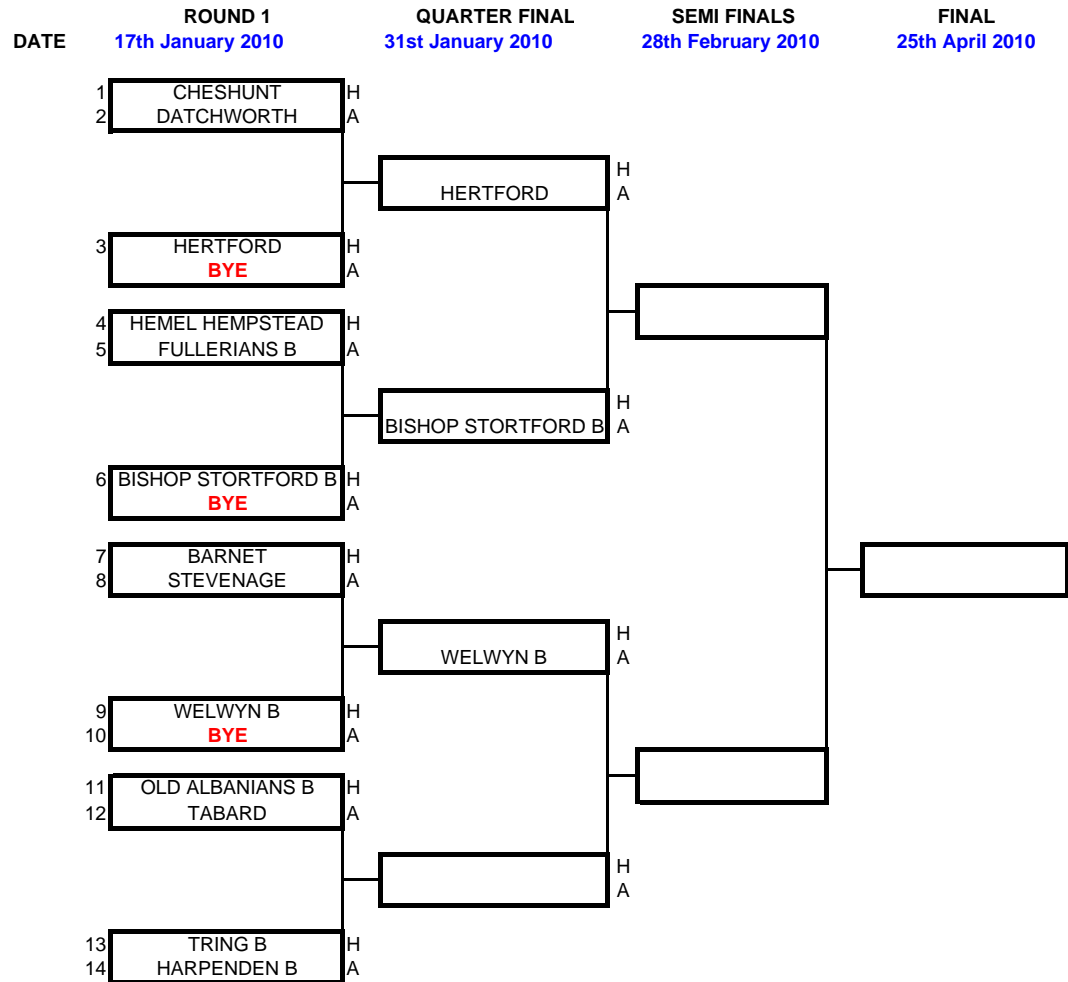 ROUND 1 QUARTER FINAL SEMI FINALS FINAL
DATE 17th January 2010 31st January 2010 28th February 2010 25th April 2010
1 CHESHUNT H
2 DATCHWORTH A
H
HERTFORD A
3 HERTFORD H
BYE A
4 HEMEL HEMPSTEAD H
5 FULLERIANS B A
H
BISHOP STORTFORD B A
6 BISHOP STORTFORD B H
BYE A
7 BARNET H
8 STEVENAGE A
H
WELWYN B A
9 WELWYN B H
10 BYE A
11 OLD ALBANIANS B H
12 TABARD A
H
A
13 TRING B H
14 HARPENDEN B A